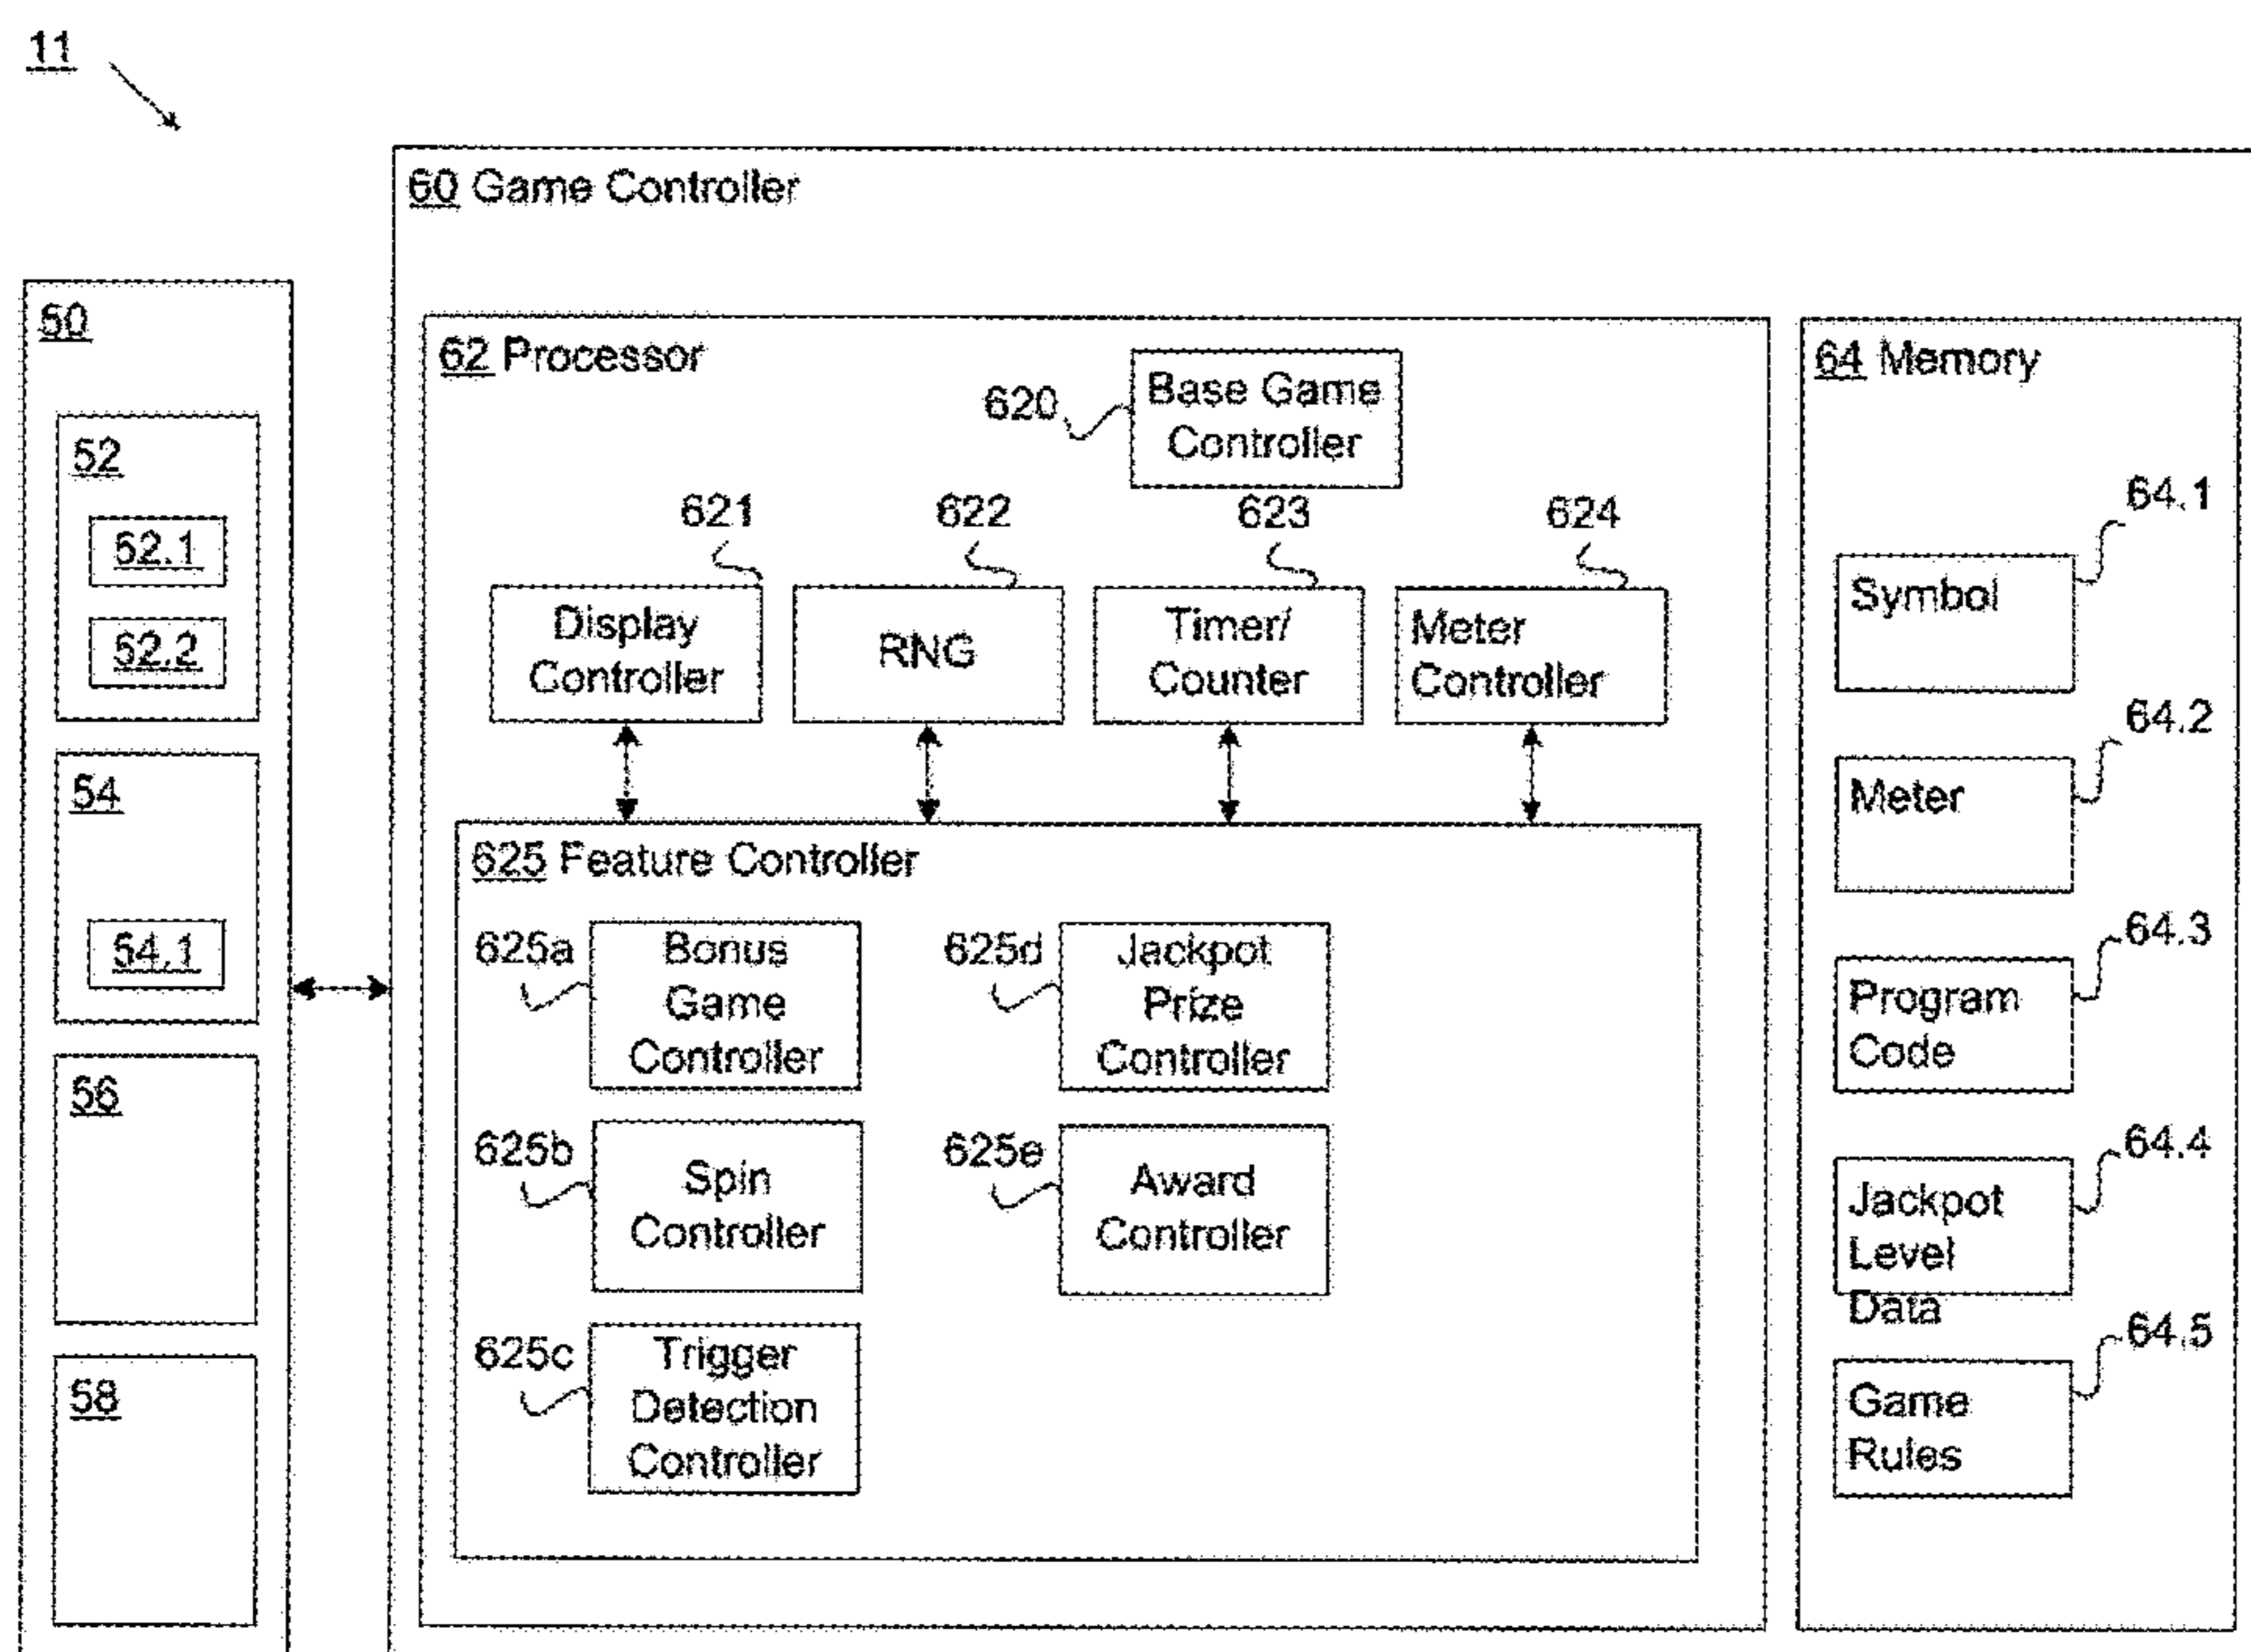 11
60 Game Controller
50
52
52.1
52.2
54
54.1
56
58
62 Processor
620
Base Game
Controller
621
622
623
624
Display
Controller
RNG
Timer/
Counter
Meter
Controller
625 Feature Controller
625a
Bonus
Game
Controller
625d
Jackpot
Prize
Controller
625b
Spin
Controller
625e
Award
Controller
625c
Trigger
Detection
Controller
64 Memory
64.1
Symbol
64.2
Meter
64.3
Program
Code
64.4
Jackpot
Level
Data
64.5
Game
Rules